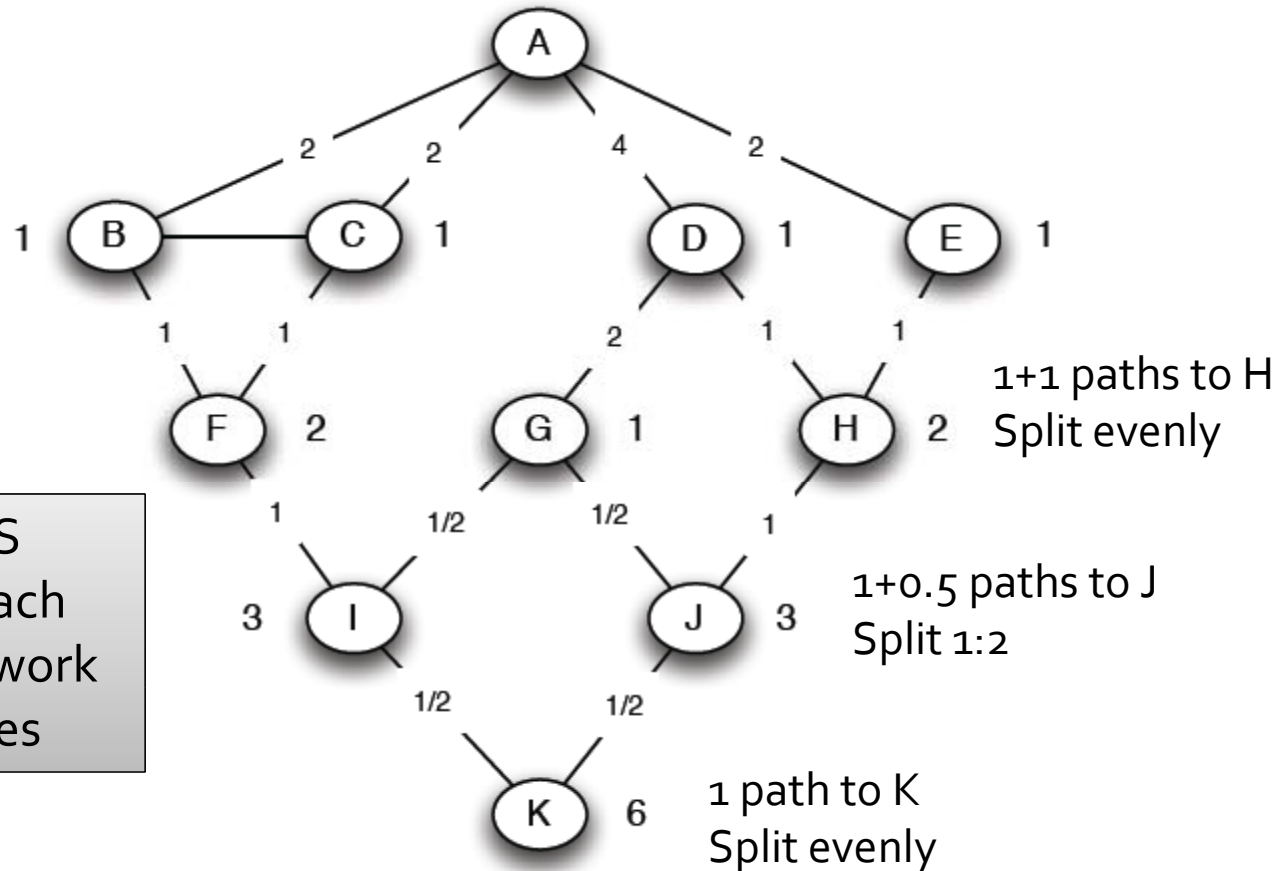 A
2
2
4
2
1 B C 1 D 1 E 1
1
1
2
1
1
1+1 paths to H
F 2 G 1 H 2 Split evenly
S
ach
work
es
1
1/2
1/2
1
3 I J 3
1+0.5 paths to J
Split 1:2
1/2
1/2
K 6
1 path to K
Split evenly